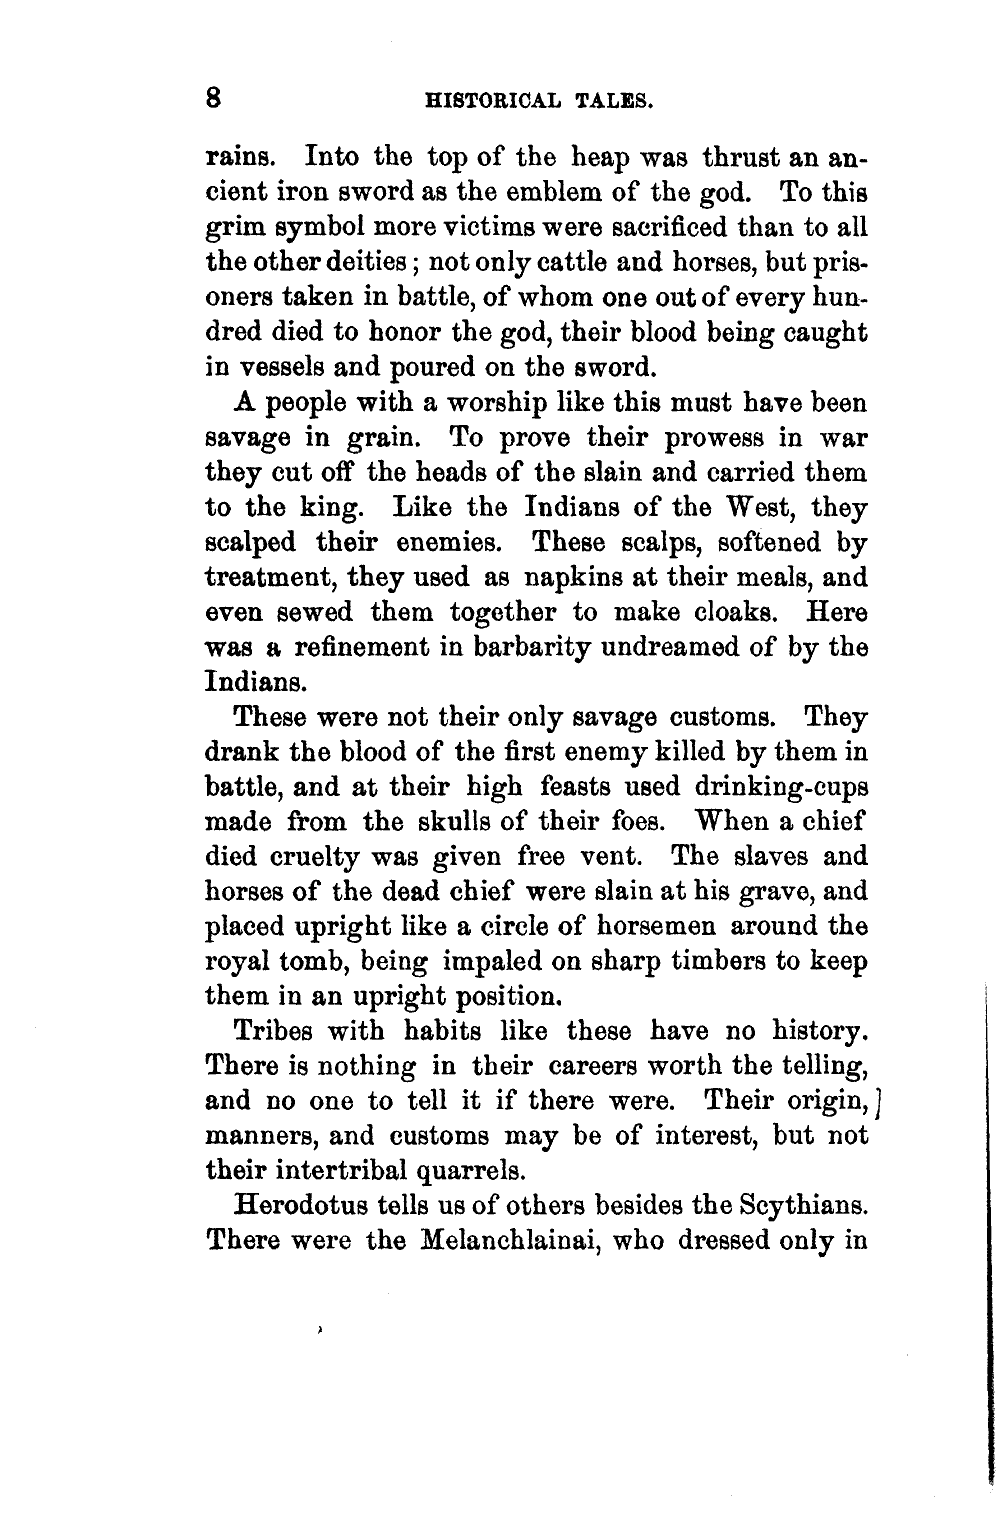 8 HISTORICAL TALES.
rains. Into the top of the heap was thrust an an-
cient iron sword as the emblem of the god. To this
grim symbol more victims were sacrificed than to all
the other deities; not only cattle and horses, but pris-
oners taken in battle, of whom one out of every hun-
dred died to honor the god, their blood being caught
in vessels and poured on the sword.
A people with a worship like this must have been
savage in grain. To prove their prowess in war
they cut off the heads of the slain and carried them
to the king. Like the Indians of the West, they
scalped their enemies. These scalps, softened by
treatment, they used as napkins at their meals, and
even sewed them together to make cloaks. Here
was a refinement in barbarity undreamed of by the
Indians.
These were not their only savage customs. They
drank the blood of the first enemy killed by them in
battle, and at their high feasts used drinking-cups
made from the skulls of their foes. When a chief
died cruelty was given free vent. The slaves and
horses of the dead chief were slain at his grave, and
placed upright like a circle of horsemen around the
royal tomb, being impaled on sharp timbers to keep
them in an upright position.
Tribes with habits like these have no history.
There is nothing in their careers worth the telling,
and no one to tell it if there were. Their origin,
manners, and customs may be of interest, but not
their intertribal quarrels.
Herodotus tells us of others besides the Scythians.
There were the Melanchlainai, who dressed only in